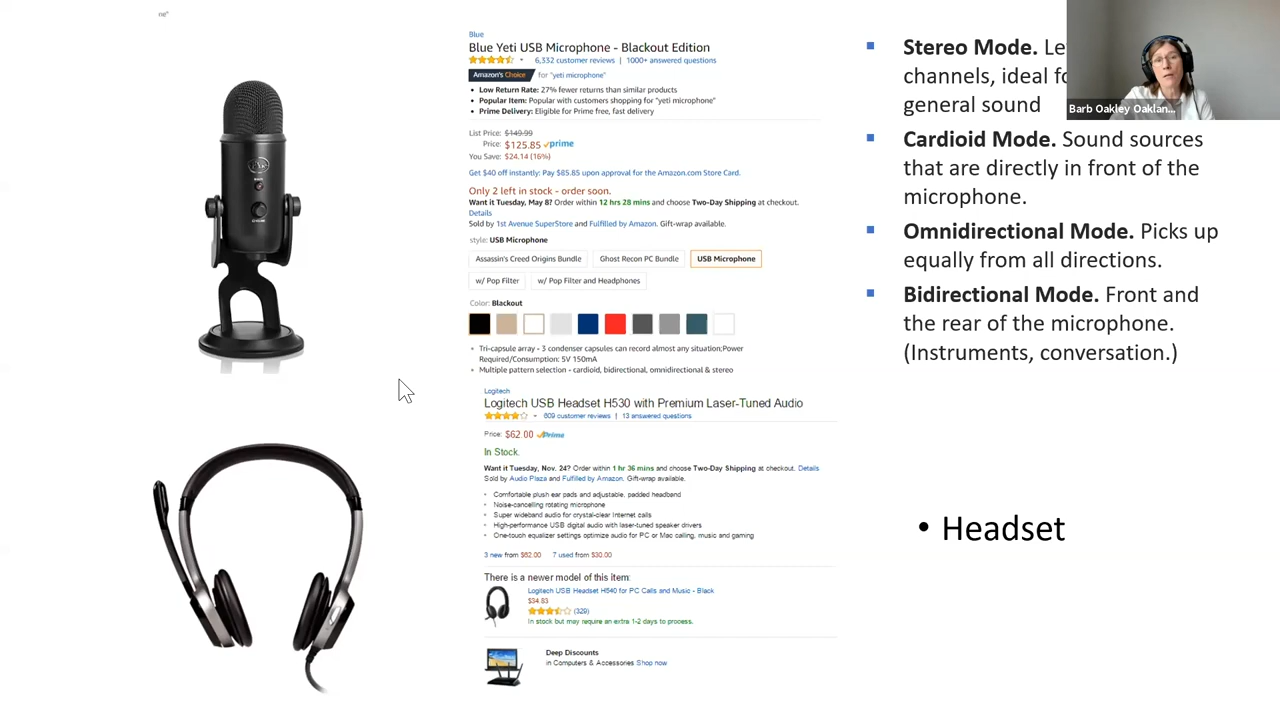 ne"
Blue
Blue Yeti USB Microphone - Blackout Edition
6,332 customer reviews | 1000+ answered questions
Amazon's Choice for "yeti microphone"
• Low Return Rate: 27% fewer returns than similar products
• Popular Item: Popular with customers shopping for "yeti microphone"
• Prime Delivery: Eligible for Prime free, fast delivery
List Price: $149.99
Price: $125.85 prime
You Save: $24.14 (16%)
Get $40 off instantly: Pay $85.85 upon approval for the Amazon.com Store Card.
Only 2 left in stock - order soon.
Want it Tuesday, May 8? Order within 12 hrs 28 mins and choose Two-Day Shipping at checkout.
Details
Sold by 1st Avenue SuperStore and Fulfilled by Amazon. Gift-wrap available.
style: USB Microphone
Assassin's Creed Origins Bundle
Ghost Recon PC Bundle
USB Microphone
w/ Pop Filter
w/ Pop Filter and Headphones
Color: Blackout
• Tri-capsule array - 3 condenser capsules can record almost any situation;Power
Required/Consumption: 5V 150mA
• Multiple pattern selection - cardioid, bidirectional, omnidirectional & stereo
Logitech
Logitech USB Headset H530 with Premium Laser-Tuned Audio
609 customer reviews | 13 answered questions
Price: $62.00 Prime
In Stock.
Want it Tuesday, Nov. 24? Order within 1 hr 36 mins and choose Two-Day Shipping at checkout. Details
Sold by Audio Plaza and Fulfilled by Amazon. Gift-wrap available.
• Comfortable plush ear pads and adjustable, padded headband
• Noise-cancelling rotating microphone
• Super wideband audio for crystal-clear Internet calls
• High-performance USB digital audio with laser-tuned speaker drivers
• One-touch equalizer settings optimize audio for PC or Mac calling, music and gaming
3 new from $62.00 7 used from $30.00
There is a newer model of this item:
Logitech USB Headset H540 for PC Calls and Music - Black
$34.83
(329)
In stock but may require an extra 1-2 days to process.
Deep Discounts
in Computers & Accessories Shop now
Stereo Mode. Le
channels, ideal fo
general sound
Cardioid Mode. Sound sources
that are directly in front of the
microphone.
Omnidirectional Mode. Picks up
equally from all directions.
Bidirectional Mode. Front and
the rear of the microphone.
(Instruments, conversation.)
• Headset
Barb Oakley Oaklan...